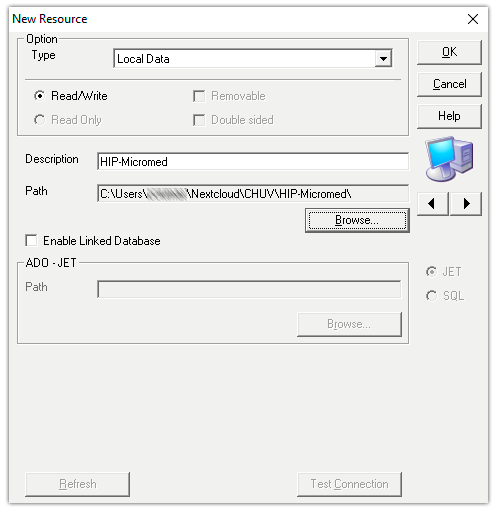 New Resource
Option
Type
Local Data
OK
Cancel
Help
Read/Write
Removable
Read Only
Double sided
Description
HIP-Micromed
Path
C:\Users\ \Nextcloud\CHUV\HIP-Micromed\
Browse...
Enable Linked Database
ADO - JET
Path
Browse...
JET
SQL
Refresh
Test Connection